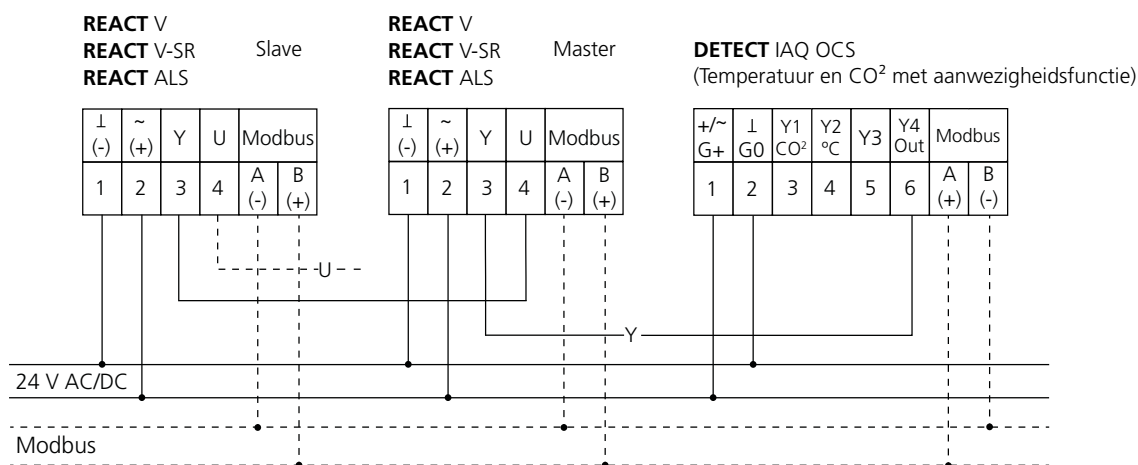 REACT V
REACT V-SR Slave
REACT ALS
REACT V
REACT V-SR Master
REACT ALS
DETECT IAQ OCS
(Temperatuur en CO² met aanwezigheidsfunctie)
⊥ ~ Y U Modbus
(-) (+)
1 2 3 4 A B
(-) (+)
⊥ ~ Y U Modbus
(-) (+)
1 2 3 4 A B
(-) (+)
+/~ ⊥ Y1 Y2 Y3 Y4 Modbus
G+ G0 CO² ºC Out
1 2 3 4 5 6 A B
(+) (-)
U
Y
24 V AC/DC
Modbus